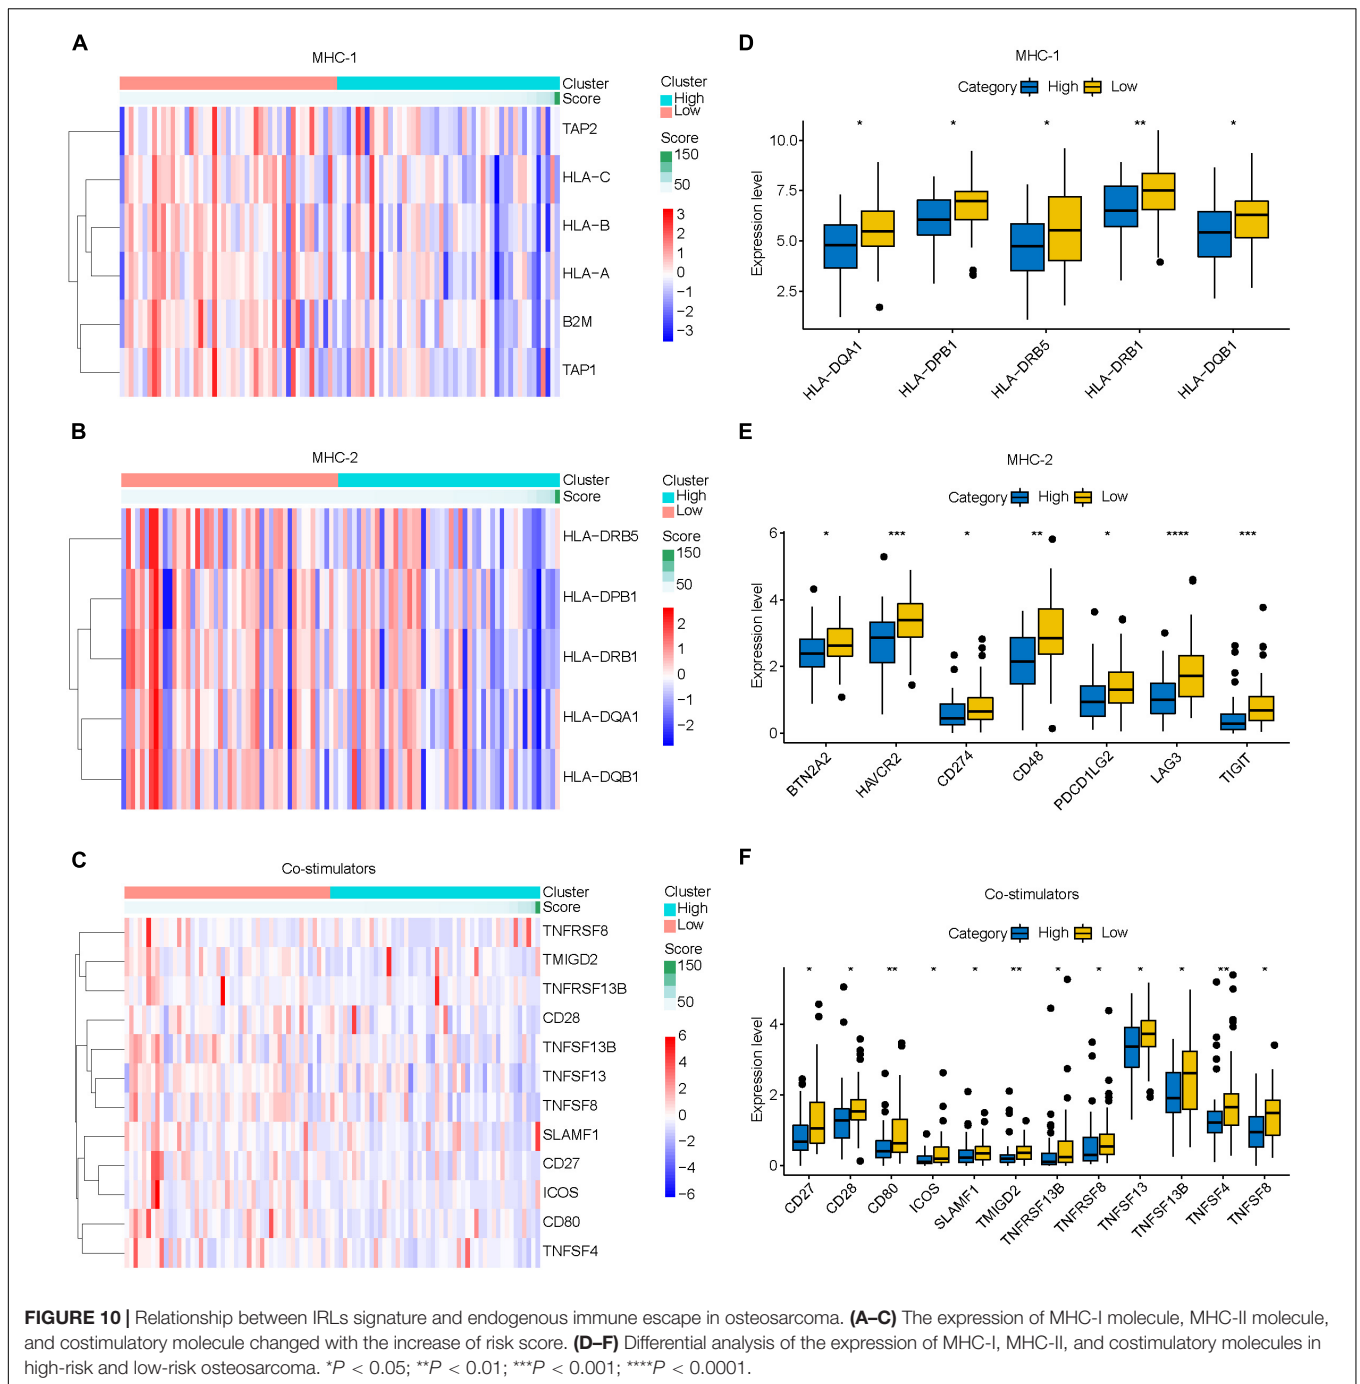 A
MHC-1
Cluster
Score
TAP2
HLA-C
HLA-B
HLA-A
B2M
TAP1
Cluster
High
Low
Score
150
50
3
2
1
0
−1
−2
−3
D
MHC-1
Category High Low
Expression level
10.0
7.5
5.0
2.5
* * * ** *
HLA-DQA1
HLA-DPB1
HLA-DRB5
HLA-DRB1
HLA-DQB1
B
MHC-2
Cluster
Score
HLA-DRB5
HLA-DPB1
HLA-DRB1
HLA-DQA1
HLA-DQB1
Cluster
High
Low
Score
150
50
2
1
0
−1
−2
E
MHC-2
Category High Low
Expression level
6
4
2
0
* *** * ** * **** ***
BTN2A2
HAVCR2
CD274
CD48
PDCD1LG2
LAG3
TIGIT
C
Co-stimulators
Cluster
Score
TNFRSF8
TMIGD2
TNFRSF13B
CD28
TNFSF13B
TNFSF13
TNFSF8
SLAMF1
CD27
ICOS
CD80
TNFSF4
Cluster
High
Low
Score
150
50
6
4
2
0
−2
−4
−6
F
Co-stimulators
Category High Low
Expression level
4
2
0
* * ** * * ** * * * * ** *
CD27
CD28
CD80
ICOS
SLAMF1
TMIGD2
TNFRSF13B
TNFRSF8
TNFSF13
TNFSF13B
TNFSF4
TNFSF8
FIGURE 10 | Relationship between IRLs signature and endogenous immune escape in osteosarcoma. (A–C) The expression of MHC-I molecule, MHC-II molecule,
and costimulatory molecule changed with the increase of risk score. (D–F) Differential analysis of the expression of MHC-I, MHC-II, and costimulatory molecules in
high-risk and low-risk osteosarcoma. *P < 0.05; **P < 0.01; ***P < 0.001; ****P < 0.0001.